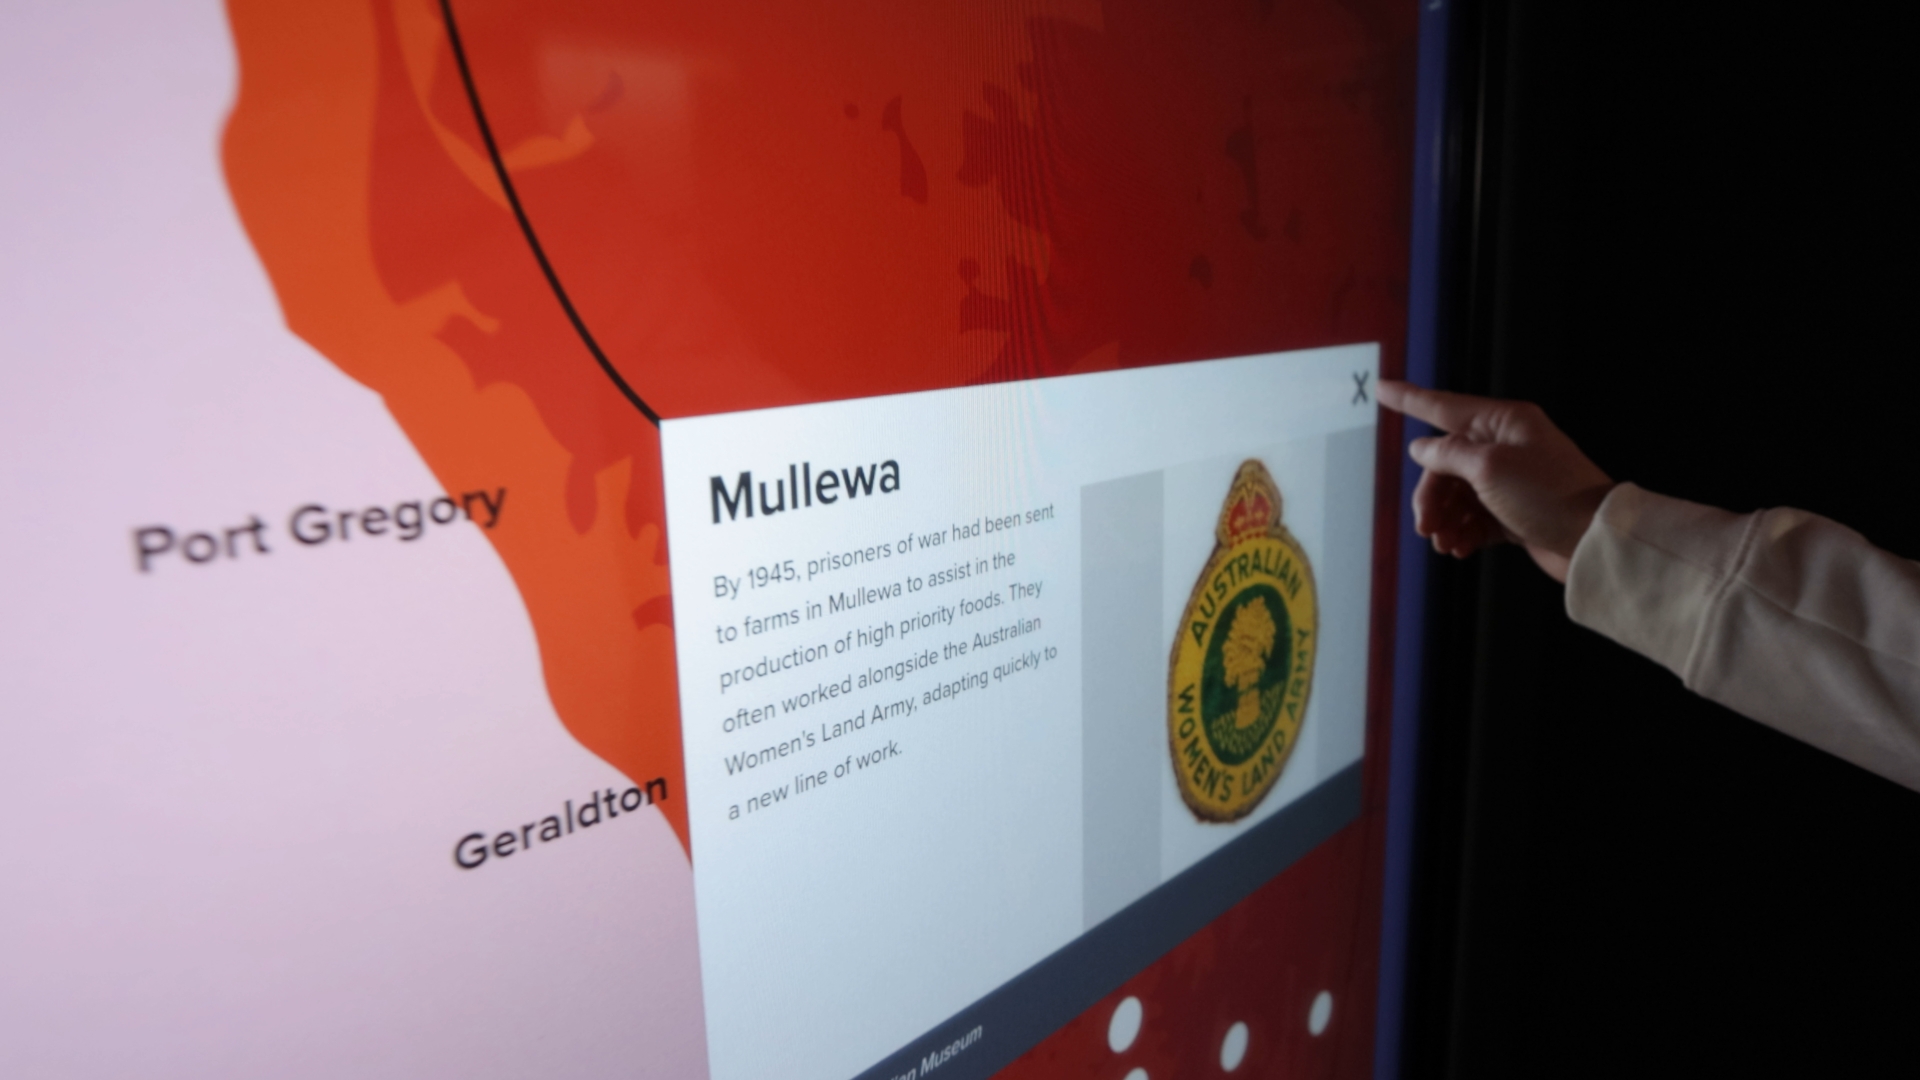 Port Gregory
Geraldton
X
Mullewa
By 1945, prisoners of war had been sent
to farms in Mullewa to assist in the
production of high priority foods. They
often worked alongside the Australian
Women's Land Army, adapting quickly to
a new line of work.
AUSTRALIAN
WOMEN'S LAND ARMY
Museum